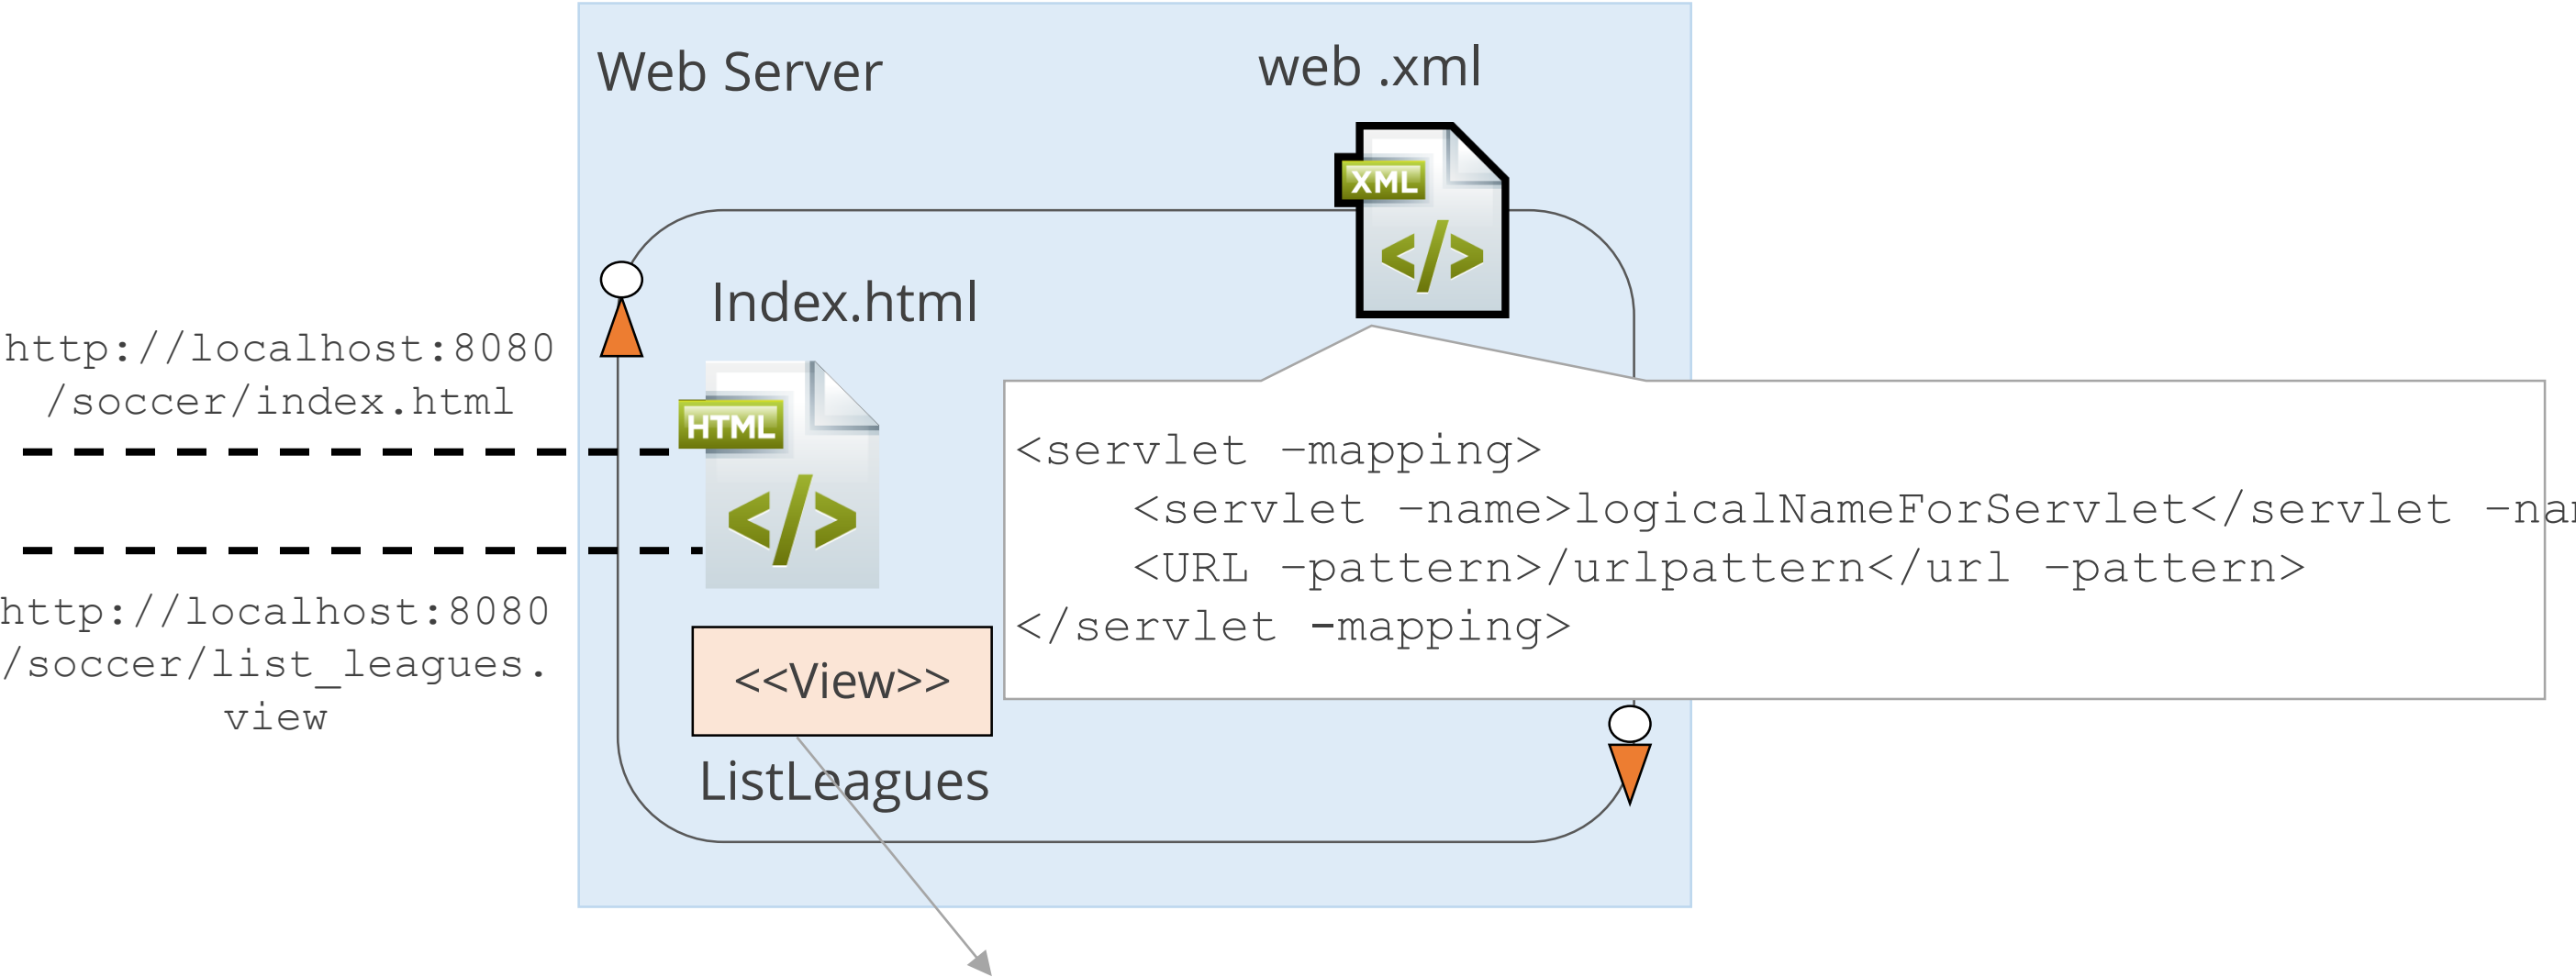 Web Server
web .xml
XML
Index.html
HTML
http://localhost:8080
/soccer/index.html
http://localhost:8080
/soccer/list_leagues.
view
<servlet –mapping>
<servlet –name>logicalNameForServlet</servlet
<URL –pattern>/urlpattern</url –pattern>
</servlet –mapping>
<<View>>
ListLeagues